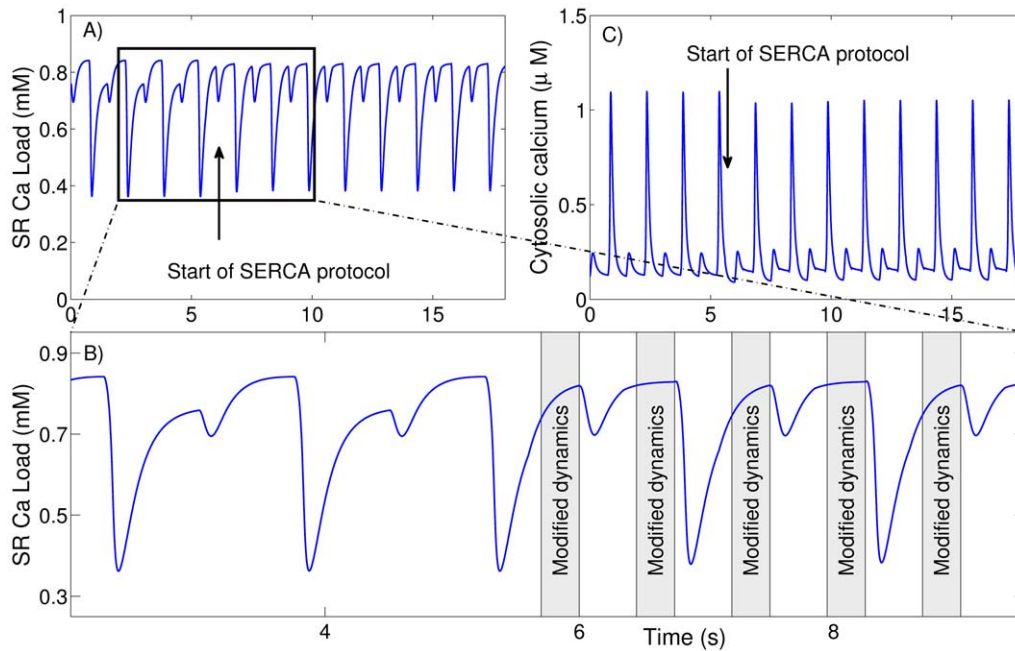 A)
SR Ca Load (mM)
1
0.8
0.6
0.4
0.2
0
0 5 10 15
Start of SERCA protocol
C)
Cytosolic calcium (μ M)
1.5
1
0.5
0
0 5 10 15
Start of SERCA protocol
B)
SR Ca Load (mM)
0.9
0.7
0.5
0.3
Modified dynamics
Modified dynamics
Modified dynamics
Modified dynamics
Modified dynamics
4 6 8
Time (s)